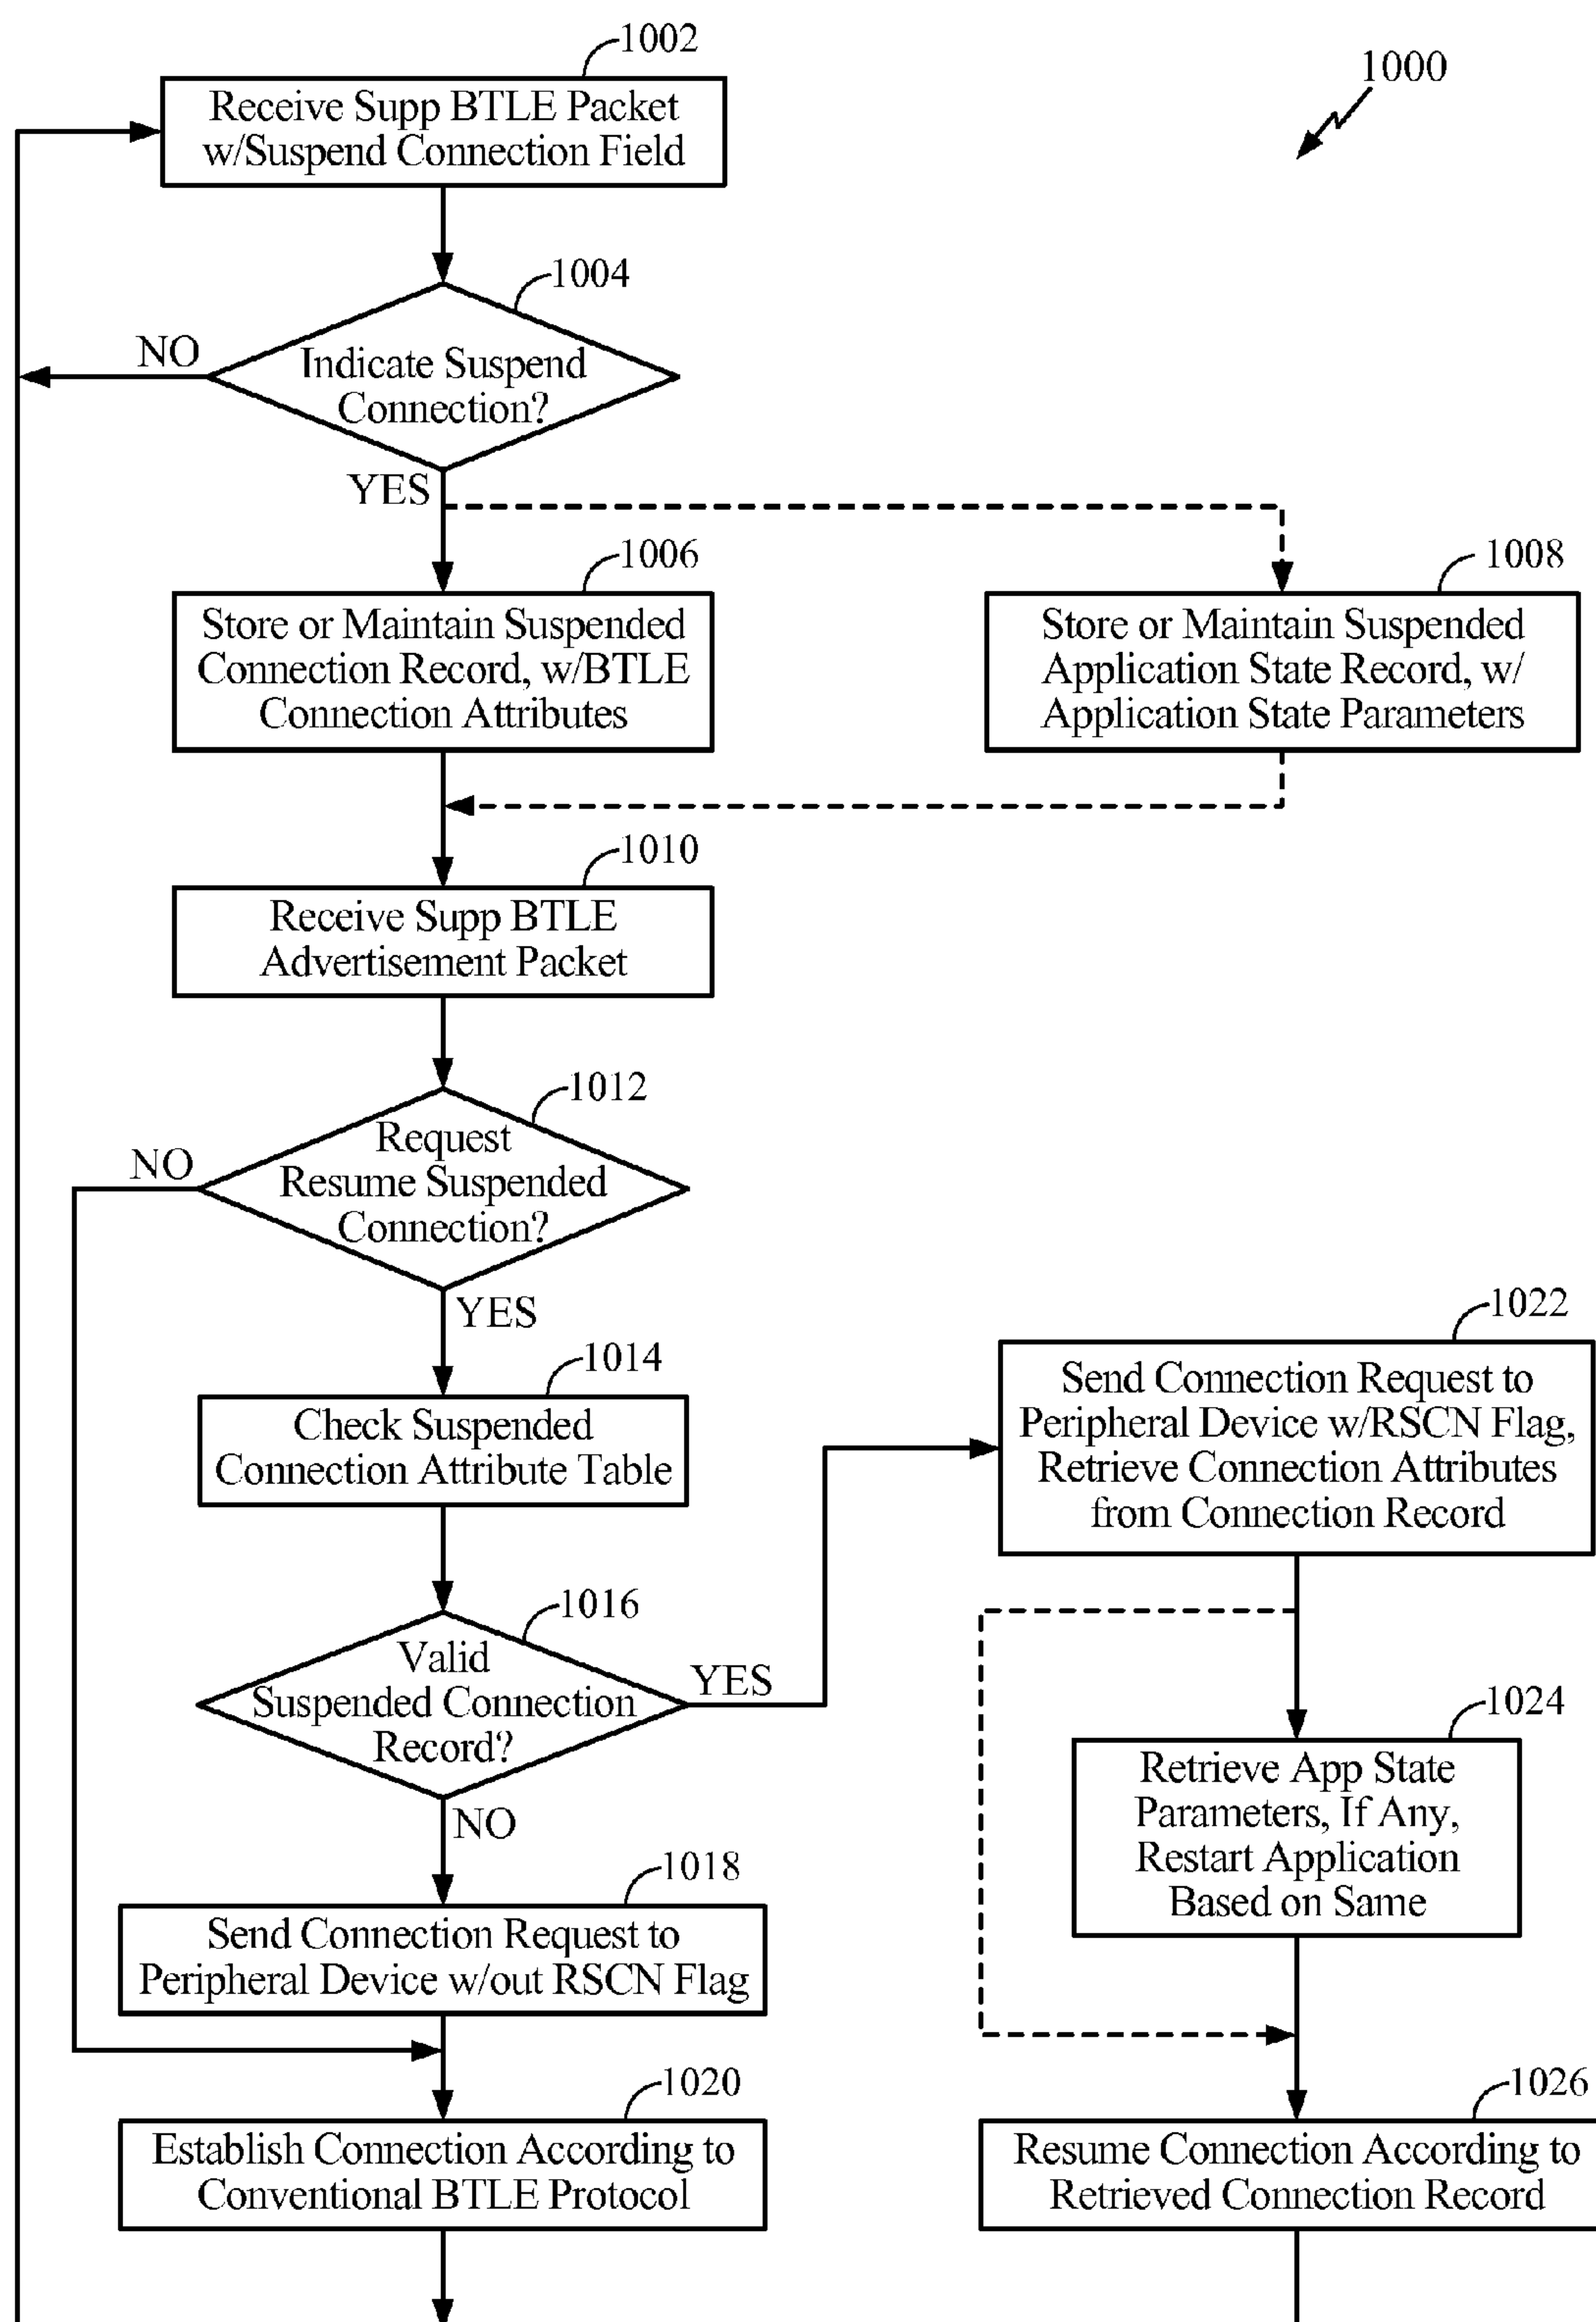 1002
1000
Receive Supp BTLE Packet
w/Suspend Connection Field
1004
NO
Indicate Suspend
Connection?
YES
1006
Store or Maintain Suspended
Connection Record, w/BTLE
Connection Attributes
1008
Store or Maintain Suspended
Application State Record, w/
Application State Parameters
1010
Receive Supp BTLE
Advertisement Packet
1012
NO
Request
Resume Suspended
Connection?
YES
1014
Check Suspended
Connection Attribute Table
1016
Valid
Suspended Connection
Record?
YES
NO
1022
Send Connection Request to
Peripheral Device w/RSCN Flag,
Retrieve Connection Attributes
from Connection Record
1024
Retrieve App State
Parameters, If Any,
Restart Application
Based on Same
1018
Send Connection Request to
Peripheral Device w/out RSCN Flag
1020
Establish Connection According to
Conventional BTLE Protocol
1026
Resume Connection According to
Retrieved Connection Record